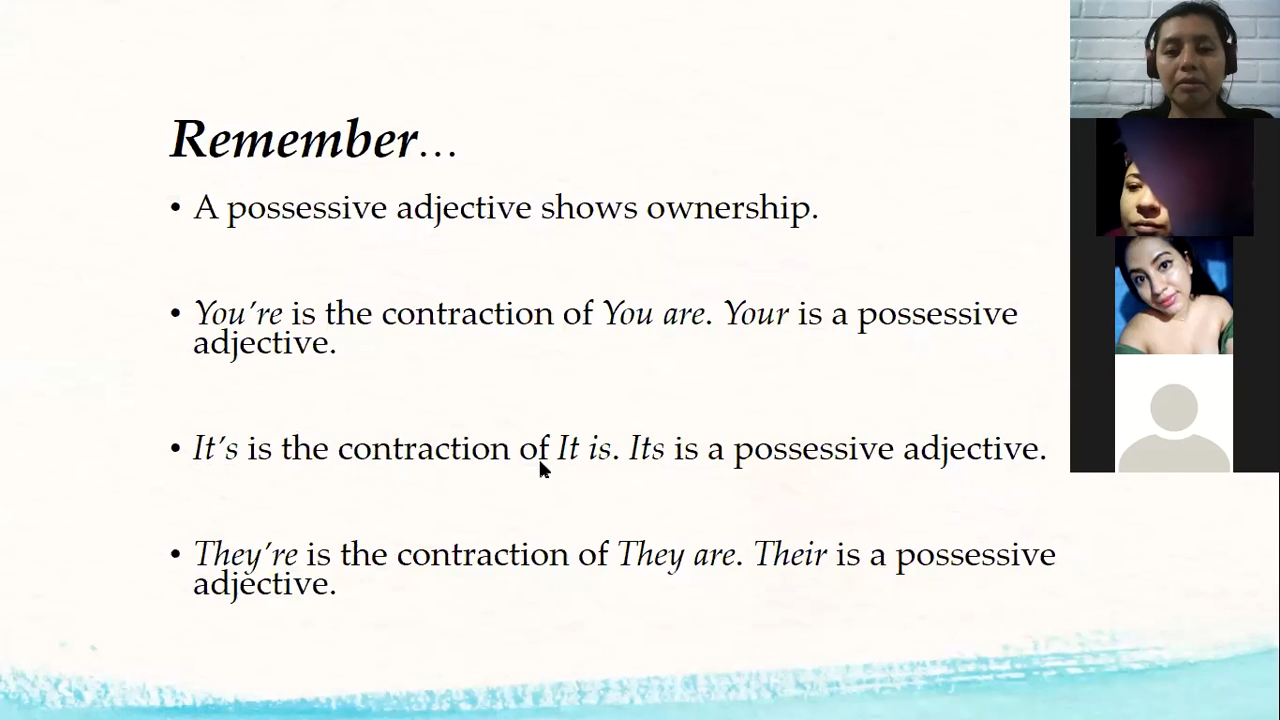 Remember…
• A possessive adjective shows ownership.
• You’re is the contraction of You are. Your is a possessive
adjective.
• It’s is the contraction of It is. Its is a possessive adjective.
• They’re is the contraction of They are. Their is a possessive
adjective.